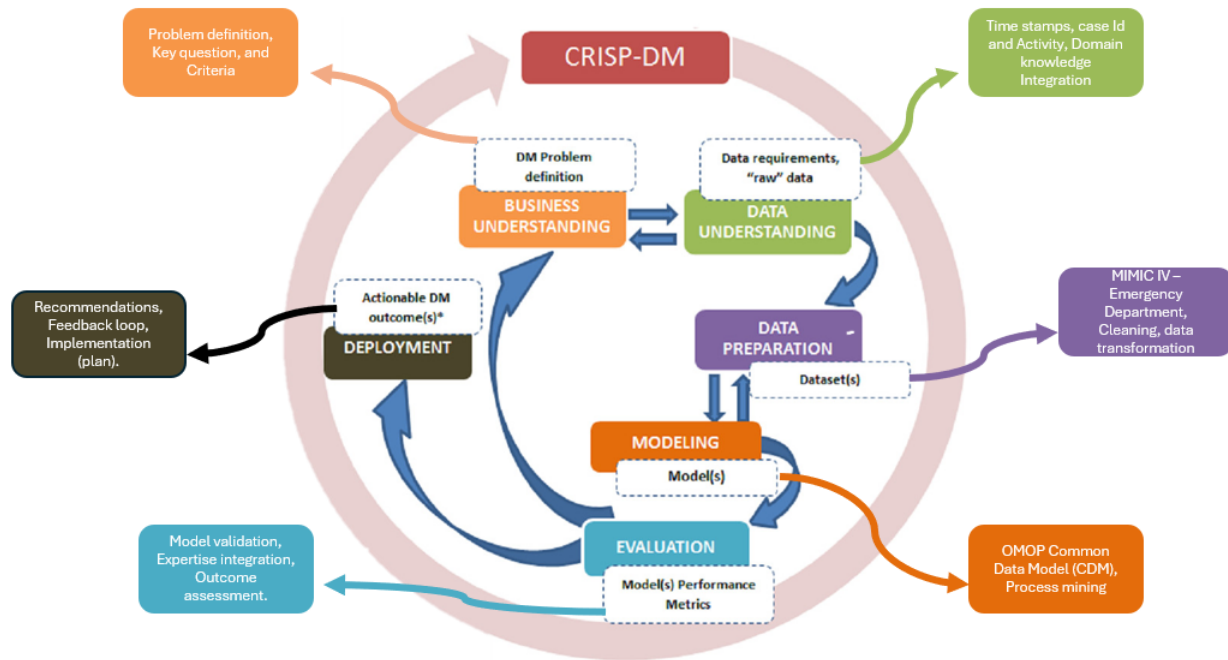 Problem definition,
Key question, and
Criteria
CRISP-DM
Time stamps, case Id
and Activity, Domain
knowledge
Integration
DM Problem
definition
BUSINESS
UNDERSTANDING
Data requirements,
"raw" data
DATA
UNDERSTANDING
Recommendations,
Feedback loop,
Implementation
(plan).
Actionable DM
outcome(s)*
DEPLOYMENT
DATA -
PREPARATION
Dataset(s)
MIMIC IV –
Emergency
Department,
Cleaning, data
transformation
MODELING
Model(s)
Model validation,
Expertise integration,
Outcome
assessment.
EVALUATION
Model(s) Performance
Metrics
OMOP Common
Data Model (CDM),
Process mining